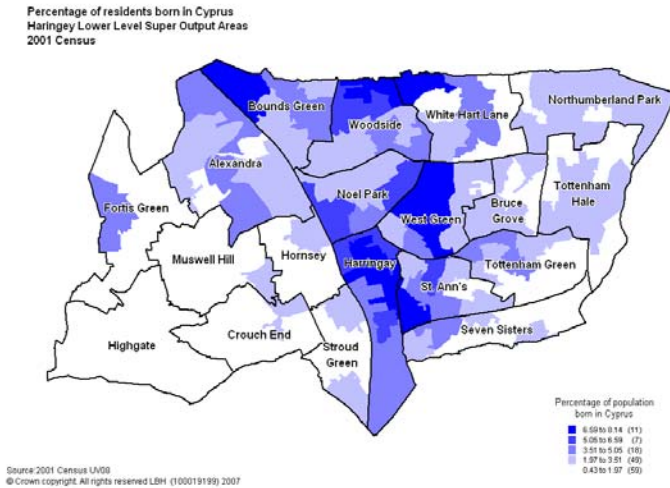 Percentage of residents born in Cyprus
Haringey Lower Level Super Output Areas
2001 Census
Northumberland Park
Bounds Green
White Hart Lane
Woodside
Alexandra
Noel Park
Tottenham
Hale
Fortis Green
West Green
Bruce
Grove
Muswell Hill
Hornsey
Harringay
Tottenham Green
St. Ann's
Crouch End
Seven Sisters
Stroud
Green
Highgate
Percentage of population
born in Cyprus
6.59 to 8.14 (11)
5.05 to 6.59 (7)
3.51 to 5.05 (18)
1.97 to 3.51 (49)
0.43 to 1.97 (59)
Source:2001 Census UV08
© Crown copyright. All rights reserved LBH (100019199) 2007